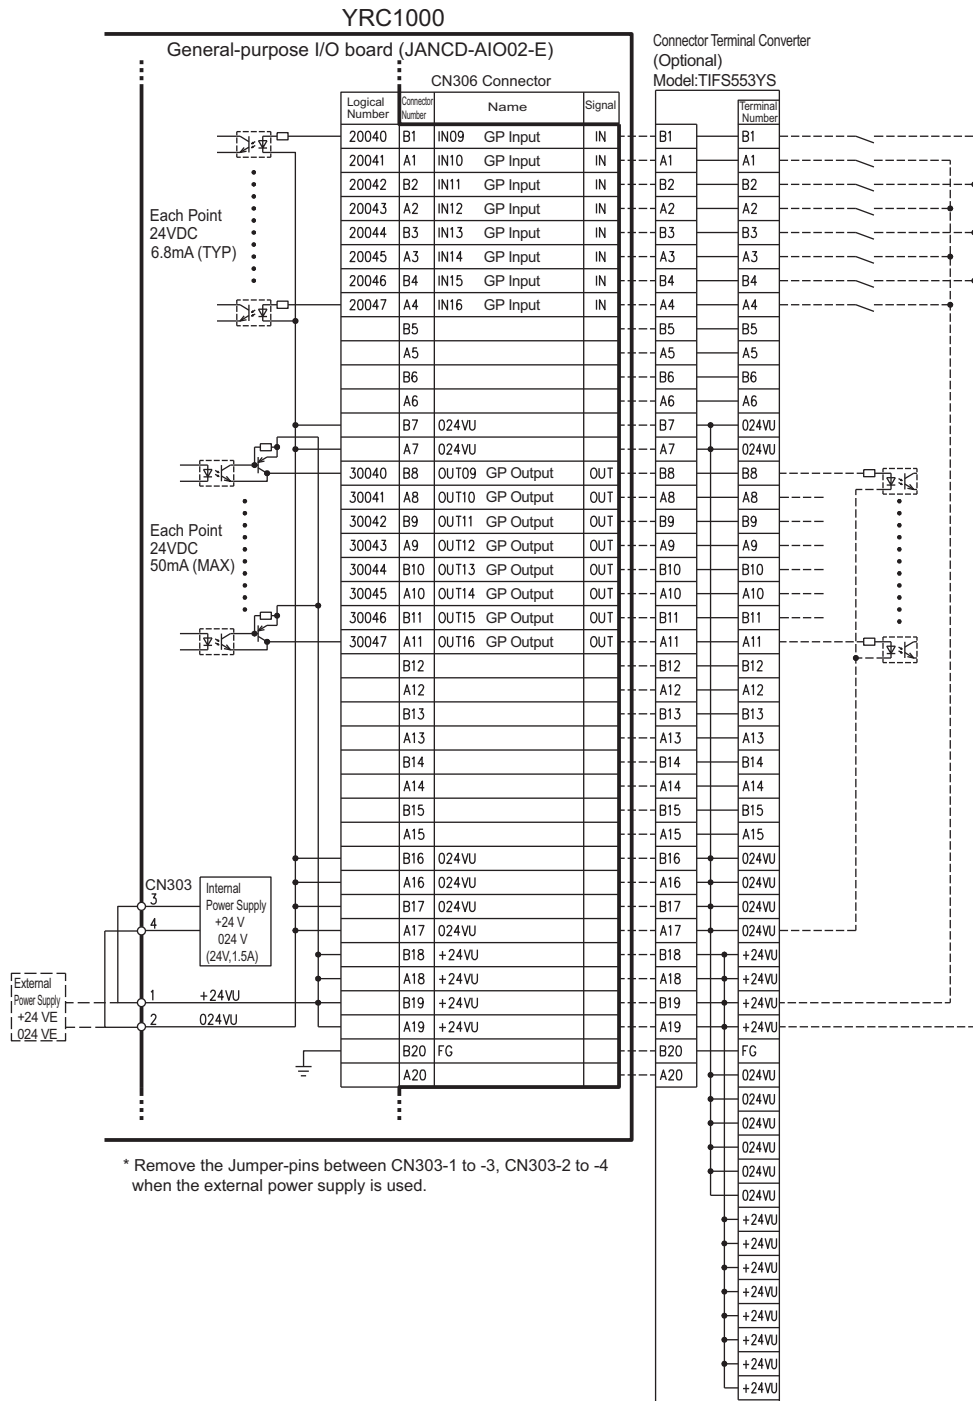 YRC1000
General-purpose I/O board (JANCD-AIO02-E)
Connector Terminal Converter
(Optional)
Model:TIFS553YS
CN306 Connector
Logical Number Connector Number Name Signal Terminal Number
20040 B1 IN09 GP Input IN B1 B1
20041 A1 IN10 GP Input IN A1 A1
20042 B2 IN11 GP Input IN B2 B2
20043 A2 IN12 GP Input IN A2 A2
20044 B3 IN13 GP Input IN B3 B3
20045 A3 IN14 GP Input IN A3 A3
20046 B4 IN15 GP Input IN B4 B4
20047 A4 IN16 GP Input IN A4 A4
Each Point
24VDC
6.8mA (TYP)
B5 B5 B5
A5 A5 A5
B6 B6 B6
A6 A6 A6
B7 024VU B7 024VU
A7 024VU A7 024VU
30040 B8 OUT09 GP Output OUT B8 B8
30041 A8 OUT10 GP Output OUT A8 A8
30042 B9 OUT11 GP Output OUT B9 B9
30043 A9 OUT12 GP Output OUT A9 A9
30044 B10 OUT13 GP Output OUT B10 B10
30045 A10 OUT14 GP Output OUT A10 A10
30046 B11 OUT15 GP Output OUT B11 B11
30047 A11 OUT16 GP Output OUT A11 A11
Each Point
24VDC
50mA (MAX)
B12 B12 B12
A12 A12 A12
B13 B13 B13
A13 A13 A13
B14 B14 B14
A14 A14 A14
B15 B15 B15
A15 A15 A15
B16 024VU B16 024VU
A16 024VU A16 024VU
B17 024VU B17 024VU
A17 024VU A17 024VU
B18 +24VU B18 +24VU
A18 +24VU A18 +24VU
B19 +24VU B19 +24VU
A19 +24VU A19 +24VU
B20 FG B20 FG
A20 A20 024VU
024VU
024VU
024VU
024VU
024VU
+24VU
+24VU
+24VU
+24VU
+24VU
+24VU
+24VU
+24VU
CN303
3
4
Internal
Power Supply
+24 V
024 V
(24V,1.5A)
External
Power Supply
+24 VE
024 VE
1 +24VU
2 024VU
* Remove the Jumper-pins between CN303-1 to -3, CN303-2 to -4
when the external power supply is used.